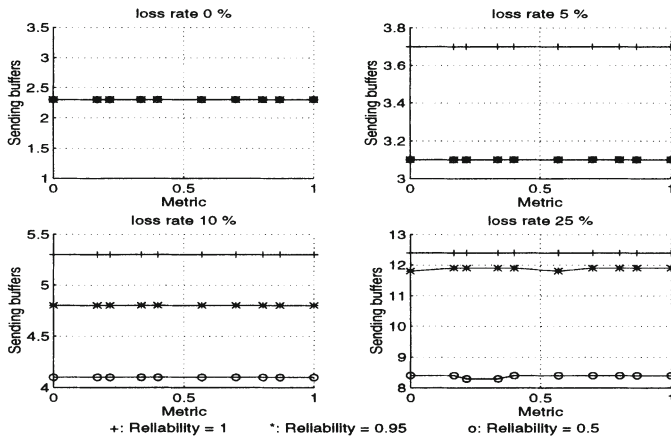 loss rate 0 %
3.5
3
2.5
2
1.5
1
Sending buffers
0 0.5 1
Metric
loss rate 5 %
3.8
3.6
3.4
3.2
3
Sending buffers
0 0.5 1
Metric
loss rate 10 %
5.5
5
4.5
4
Sending buffers
0 0.5 1
Metric
loss rate 25 %
13
12
11
10
9
8
Sending buffers
0 0.5 1
Metric
+: Reliability = 1 *: Reliability = 0.95 o: Reliability = 0.5